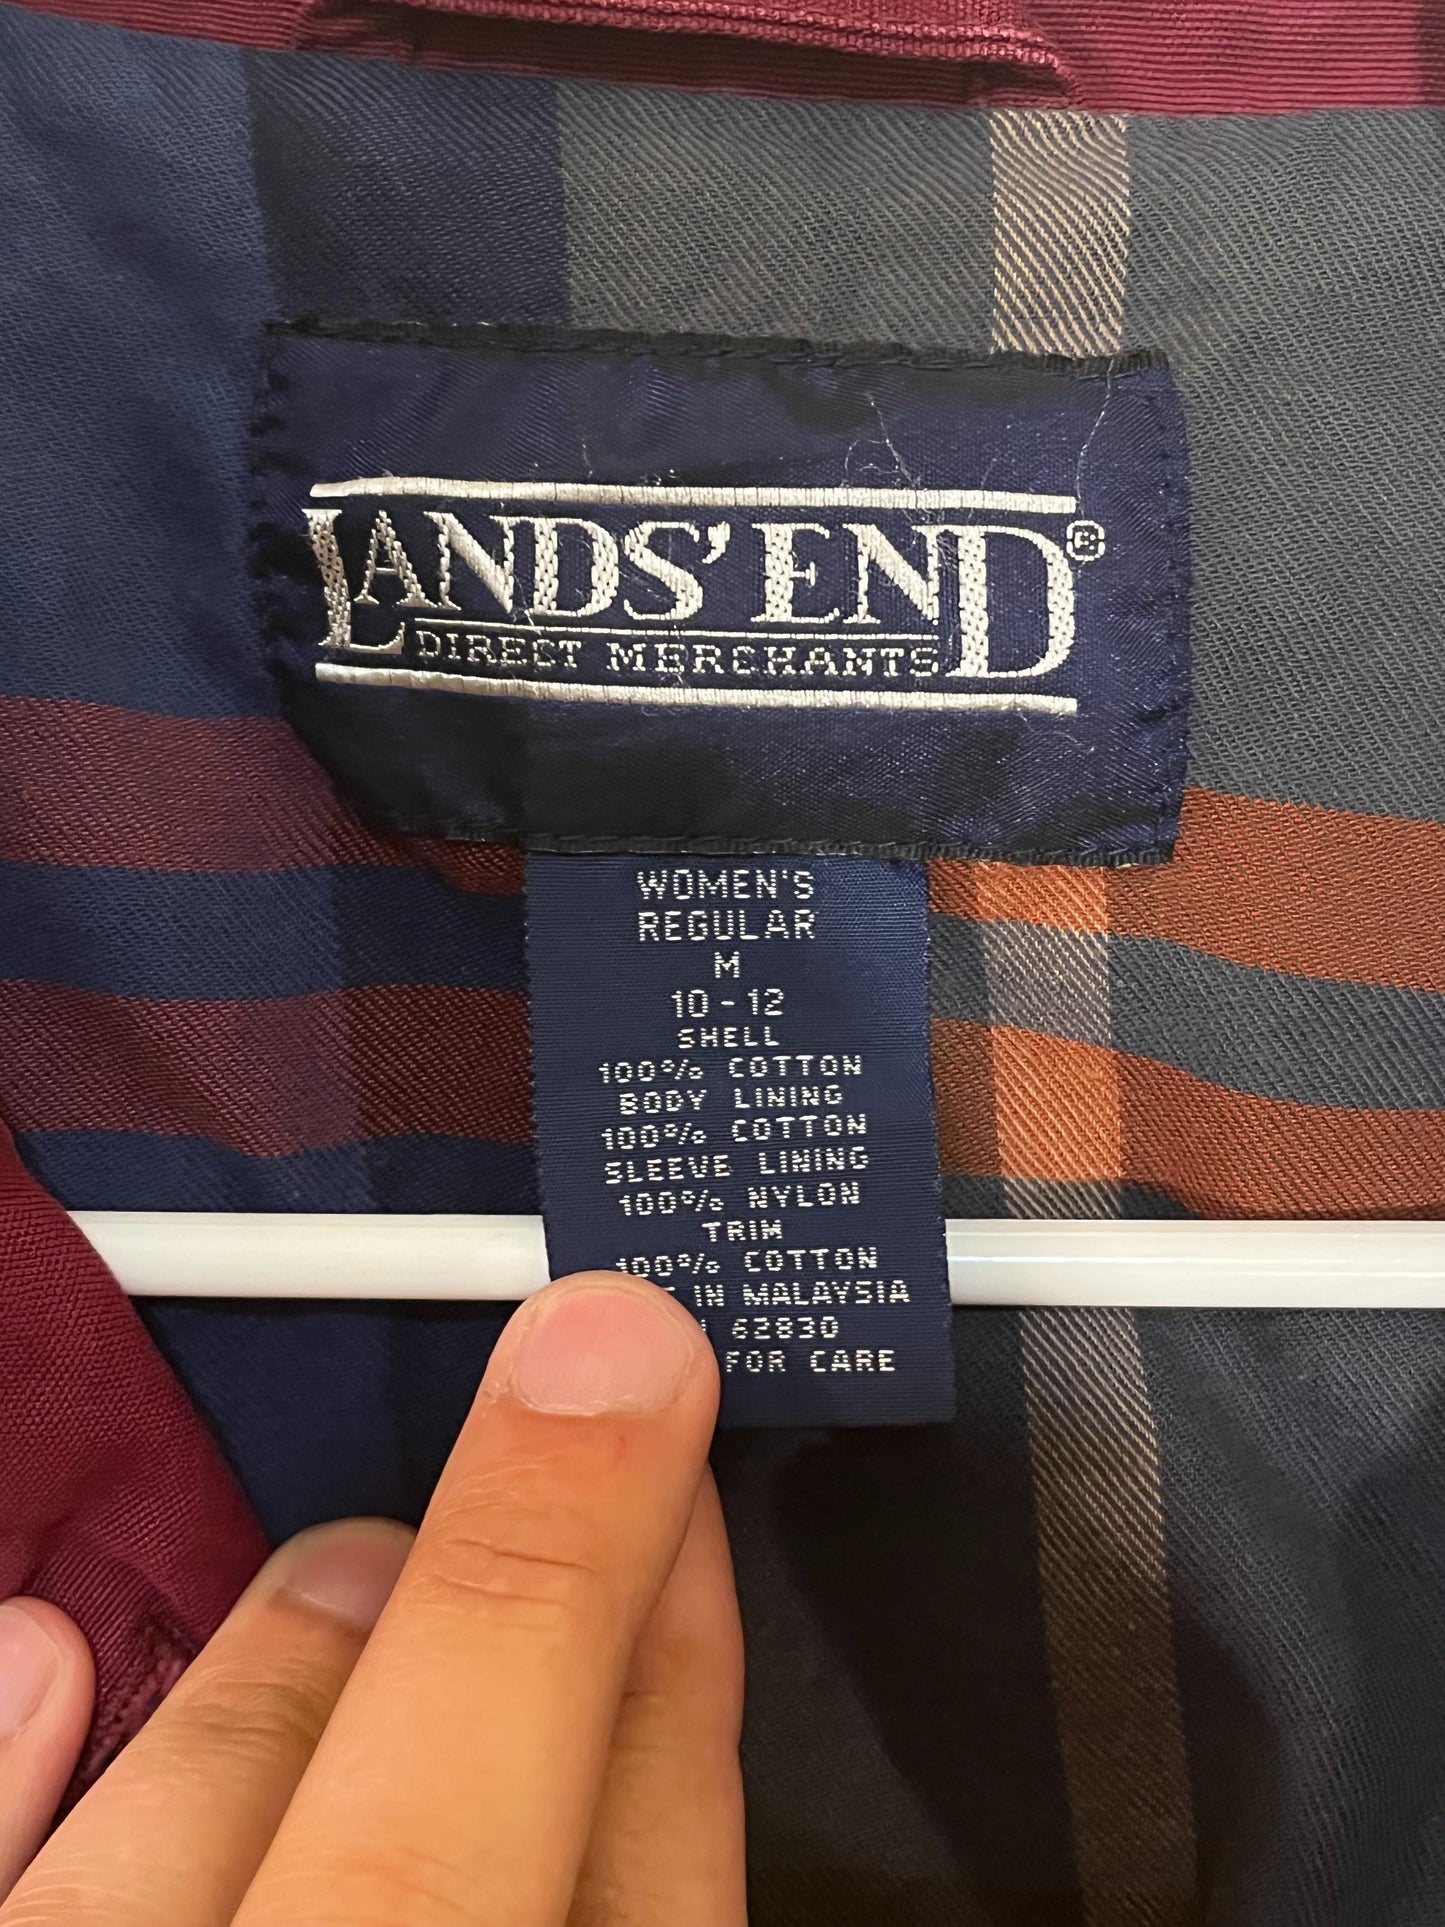 LANDS' END®
DIRECT MERCHANTS
WOMEN'S
REGULAR
M
10 - 12
SHELL
100% COTTON
BODY LINING
100% COTTON
SLEEVE LINING
100% NYLON
TRIM
100% COTTON
IN MALAYSIA
62830
FOR CARE